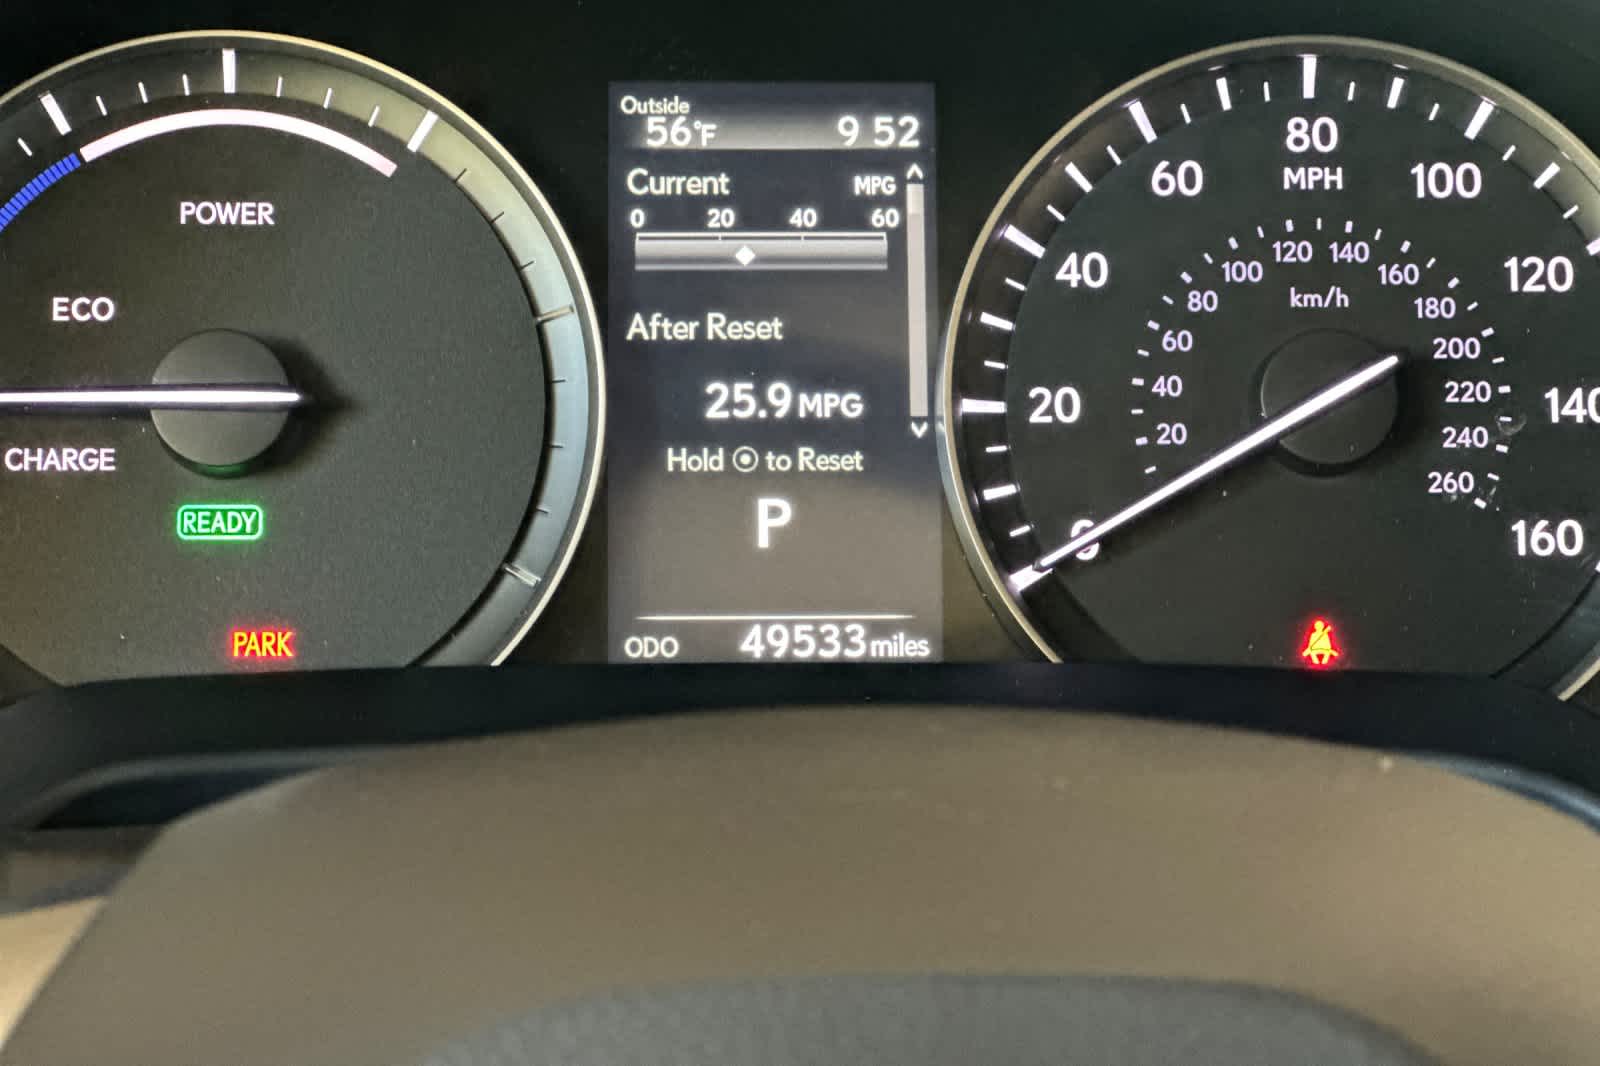 POWER
ECO
CHARGE
READY
PARK
Outside
56°F 9 52
Current MPG
0 20 40 60
After Reset
25.9 MPG
Hold to Reset
P
ODO 49533 miles
0 20 40 60 80 100 120 140 160
MPH
20 40 60 80 100 120 140 160 180 200 220 240 260
km/h